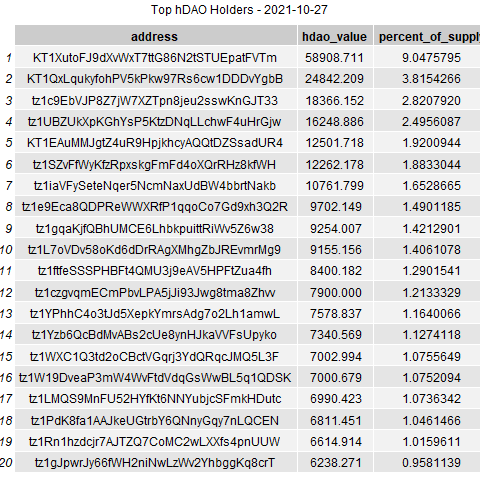 Top hDAO Holders - 2021-10-27
address hdao_value percent_of_supply
1 KT1XutoFJ9dXvWxT7ttG86N2tSTUEpatFVTm 58908.711 9.0475795
2 KT1QxLqukyfohPV5kPkw97Rs6cw1DDDvYgbB 24842.209 3.8154266
3 tz1c9EbVJP8Z7jW7XZTpn8jeu2sswKnGJT33 18366.152 2.8207920
4 tz1UBZUkXpKGhYsP5KtzDNqLLchwF4uHrGjw 16248.886 2.4956087
5 KT1EAuMMJgtZ4uR9HpjkhcyAQQtDZSsadUR4 12501.718 1.9200944
6 tz1SZvFfWyKfzRpxskgFmFd4oXQrRHz8kfWH 12262.178 1.8833044
7 tz1iaVFySeteNqer5NcmNaxUdBW4bbrtNakb 10761.799 1.6528665
8 tz1e9Eca8QDPReWWXRfP1qqoCo7Gd9xh3Q2R 9702.149 1.4901185
9 tz1gqaKjfQBhUMCE6LhbkpuittRiWv5Z6w38 9254.007 1.4212901
10 tz1L7oVDv58oKd6dDrRAgXMhgZbJREvmrMg9 9155.156 1.4061078
11 tz1ftfeSSSPHBFt4QMU3j9eAV5HPFtZua4fh 8400.182 1.2901541
12 tz1czgvqmECmPbvLPA5jJi93Jwg8tma8Zhvv 7900.000 1.2133329
13 tz1YPhhC4o3tJd5XepkYmrsAdg7o2Lh1amwL 7578.837 1.1640066
14 tz1Yzb6QcBdMvABs2cUe8ynHJkaVVFsUpyko 7340.569 1.1274118
15 tz1WXC1Q3td2oCBctVGqrj3YdQRqcJMQ5L3F 7002.994 1.0755649
16 tz1W19DveaP3mW4WvFtdVdqGsWwBL5q1QDSK 7000.679 1.0752094
17 tz1LMQS9MnFU52HYfKt6NNYubjcSFmkHDutc 6990.423 1.0736342
18 tz1PdK8fa1AAJkeUGtrbY6QNnyGqy7nLQCEN 6811.451 1.0461466
19 tz1Rn1hzdcjr7AJTZQ7CoMC2wLXXfs4pnUUW 6614.914 1.0159611
20 tz1gJpwrJy66fWH2niNwLzWv2YhbggKq8crT 6238.271 0.9581139